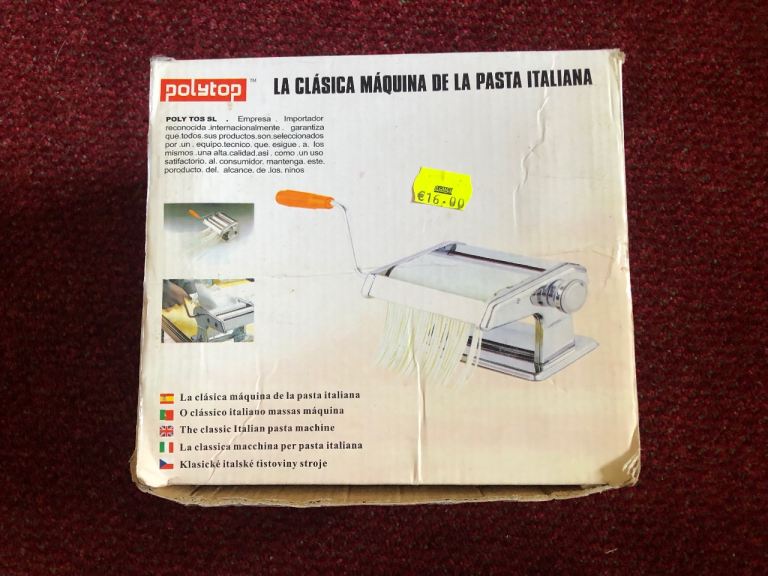 polytop™
LA CLÁSICA MÁQUINA DE LA PASTA ITALIANA
POLY TOS SL . Empresa . Importador
reconocida .internacionalmente . garantiza
que.todos.sus productos.son.seleccionados
por .un . equipo.tecnico. que. esigue . a. los
mismos .una alta.calidad.asi . como .un uso
satifactorio. al. consumidor. mantenga. este.
poroducto. del. alcance. de .los. ninos
€16.00
La clásica máquina de la pasta italiana
O clássico italiano massas máquina
The classic Italian pasta machine
La classica macchina per pasta italiana
Klasické italské tistoviny stroje